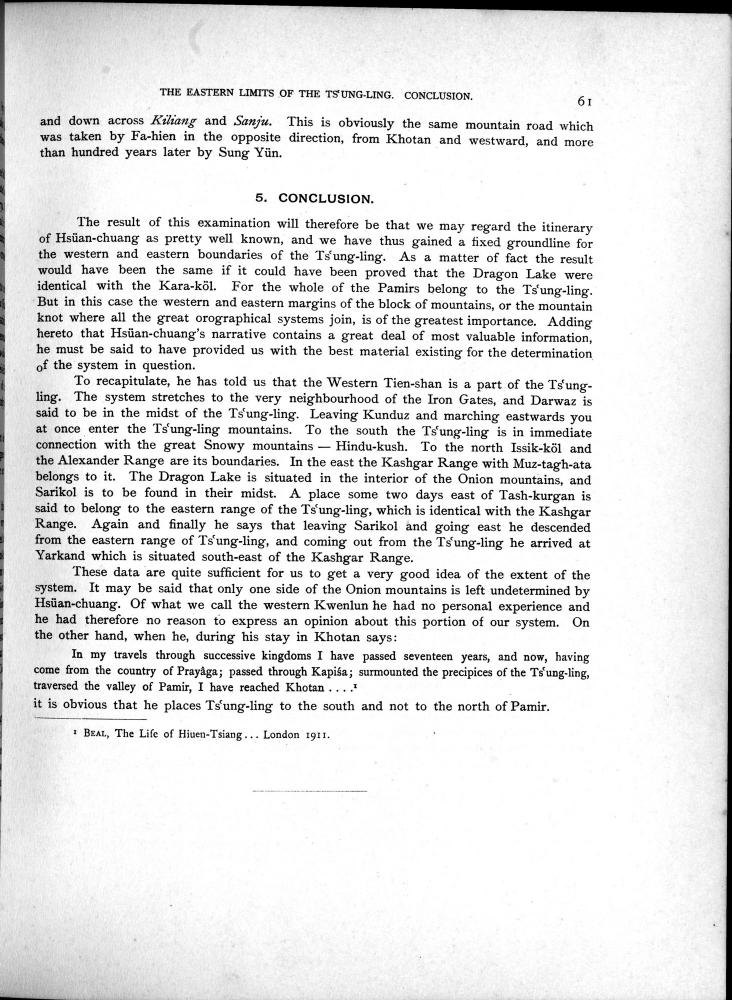 THE EASTERN LIMITS OF THE TS‘UNG-LING. CONCLUSION.
61
and down across Kiliang and Sanju. This is obviously the same mountain road which
was taken by Fa-hien in the opposite direction, from Khotan and westward, and more
than hundred years later by Sung Yün.
5. CONCLUSION.
The result of this examination will therefore be that we may regard the itinerary
of Hsüan-chuang as pretty well known, and we have thus gained a fixed groundline for
the western and eastern boundaries of the Ts‘ung-ling. As a matter of fact the result
would have been the same if it could have been proved that the Dragon Lake were
identical with the Kara-köl. For the whole of the Pamirs belong to the Ts‘ung-ling.
But in this case the western and eastern margins of the block of mountains, or the mountain
knot where all the great orographical systems join, is of the greatest importance. Adding
hereto that Hsüan-chuang's narrative contains a great deal of most valuable information,
he must be said to have provided us with the best material existing for the determination
of the system in question.
To recapitulate, he has told us that the Western Tien-shan is a part of the Ts‘ung-
ling. The system stretches to the very neighbourhood of the Iron Gates, and Darwaz is
said to be in the midst of the Ts‘ung-ling. Leaving Kunduz and marching eastwards you
at once enter the Ts‘ung-ling mountains. To the south the Ts‘ung-ling is in immediate
connection with the great Snowy mountains — Hindu-kush. To the north Issik-köl and
the Alexander Range are its boundaries. In the east the Kashgar Range with Muz-tagh-ata
belongs to it. The Dragon Lake is situated in the interior of the Onion mountains, and
Sarikol is to be found in their midst. A place some two days east of Tash-kurgan is
said to belong to the eastern range of the Ts‘ung-ling, which is identical with the Kashgar
Range. Again and finally he says that leaving Sarikol and going east he descended
from the eastern range of Ts‘ung-ling, and coming out from the Ts‘ung-ling he arrived at
Yarkand which is situated south-east of the Kashgar Range.
These data are quite sufficient for us to get a very good idea of the extent of the
system. It may be said that only one side of the Onion mountains is left undetermined by
Hsüan-chuang. Of what we call the western Kwenlun he had no personal experience and
he had therefore no reason to express an opinion about this portion of our system. On
the other hand, when he, during his stay in Khotan says:
In my travels through successive kingdoms I have passed seventeen years, and now, having
come from the country of Prayâga; passed through Kapiśa; surmounted the precipices of the Ts‘ung-ling,
traversed the valley of Pamir, I have reached Khotan . . . .¹
it is obvious that he places Ts‘ung-ling to the south and not to the north of Pamir.
¹ BEAL, The Life of Hiuen-Tsiang... London 1911.